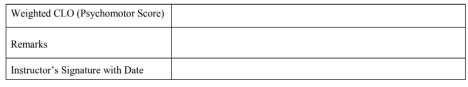 Weighted CLO (Psychomotor Score)
Remarks
Instructor's Signature with Date